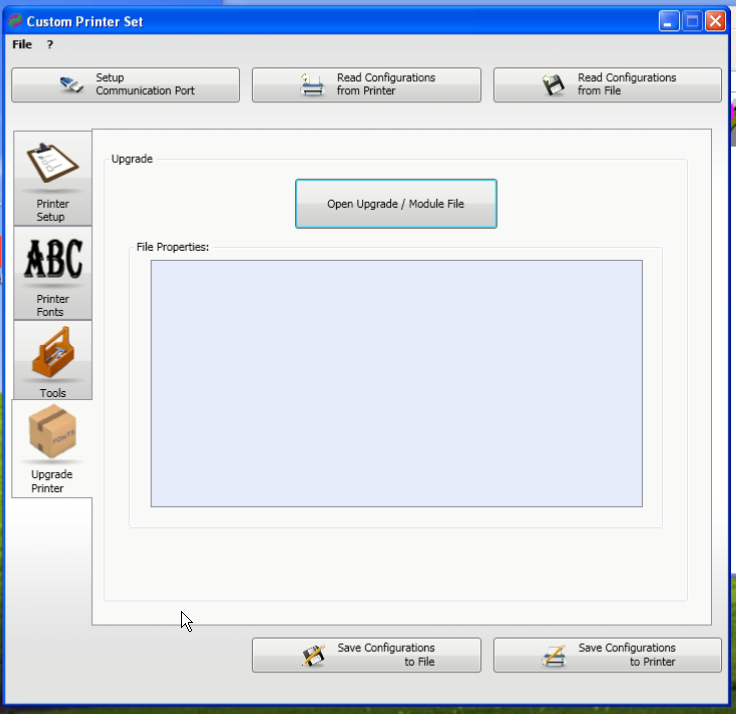 Custom Printer Set
File ?
Setup
Communication Port
Read Configurations
from Printer
Read Configurations
from File
Printer
Setup
ABC
Printer
Fonts
Tools
FONTS
Upgrade
Printer
Upgrade
Open Upgrade / Module File
File Properties:
Save Configurations
to File
Save Configurations
to Printer